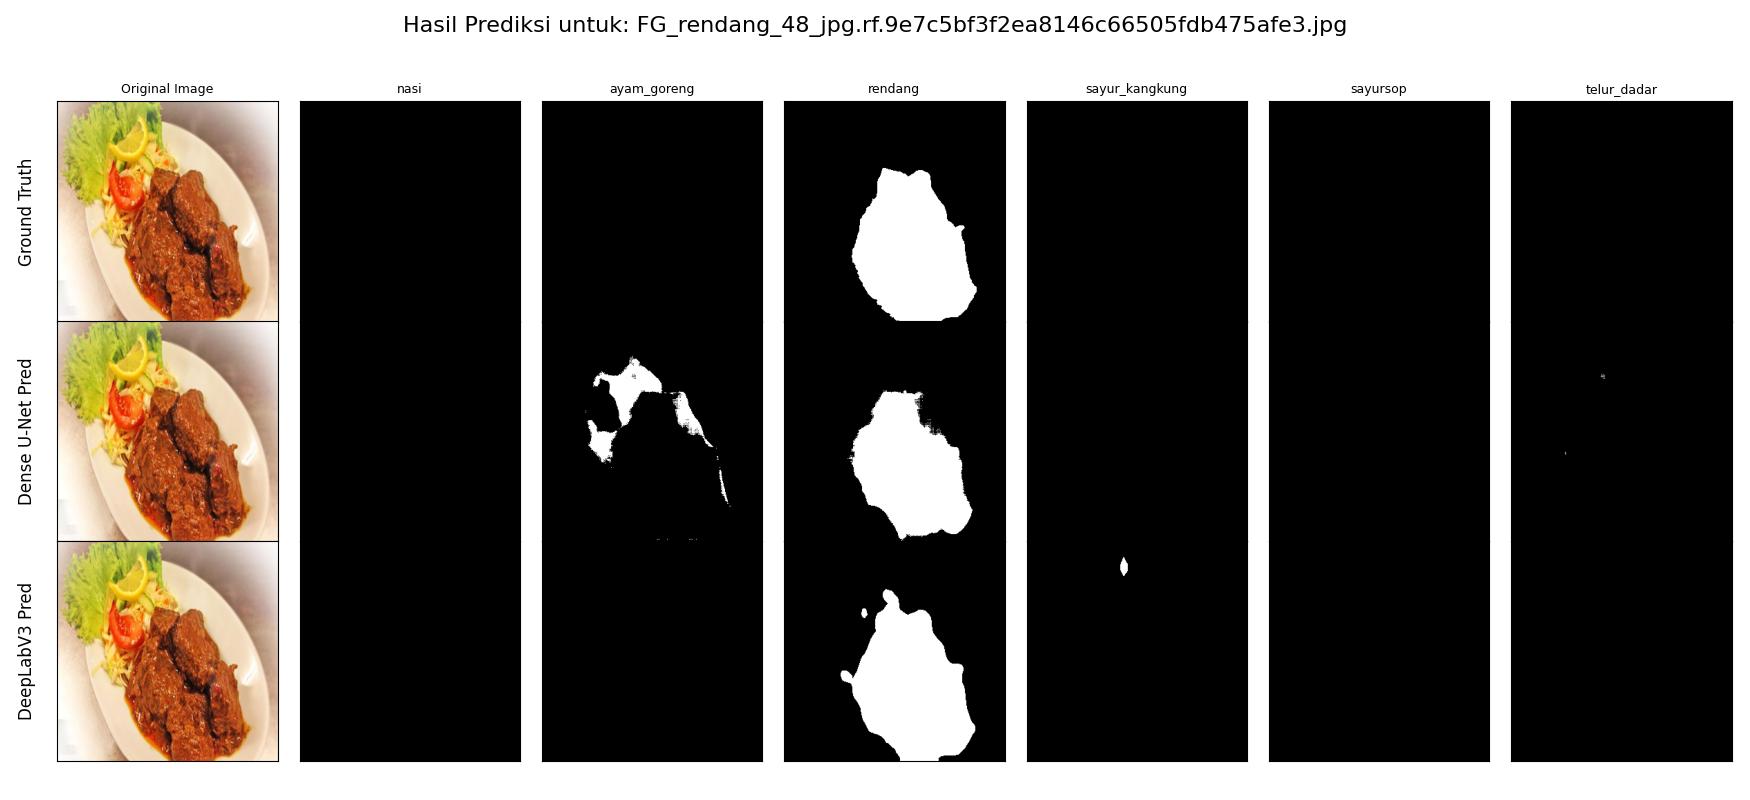 Hasil Prediksi untuk: FG_rendang_48_jpg.rf.9e7c5bf3f2ea8146c66505fdb475afe3.jpg
Original Image nasi ayam_goreng rendang sayur_kangkung sayursop telur_dadar
Ground Truth
Dense U-Net Pred
DeepLabV3 Pred